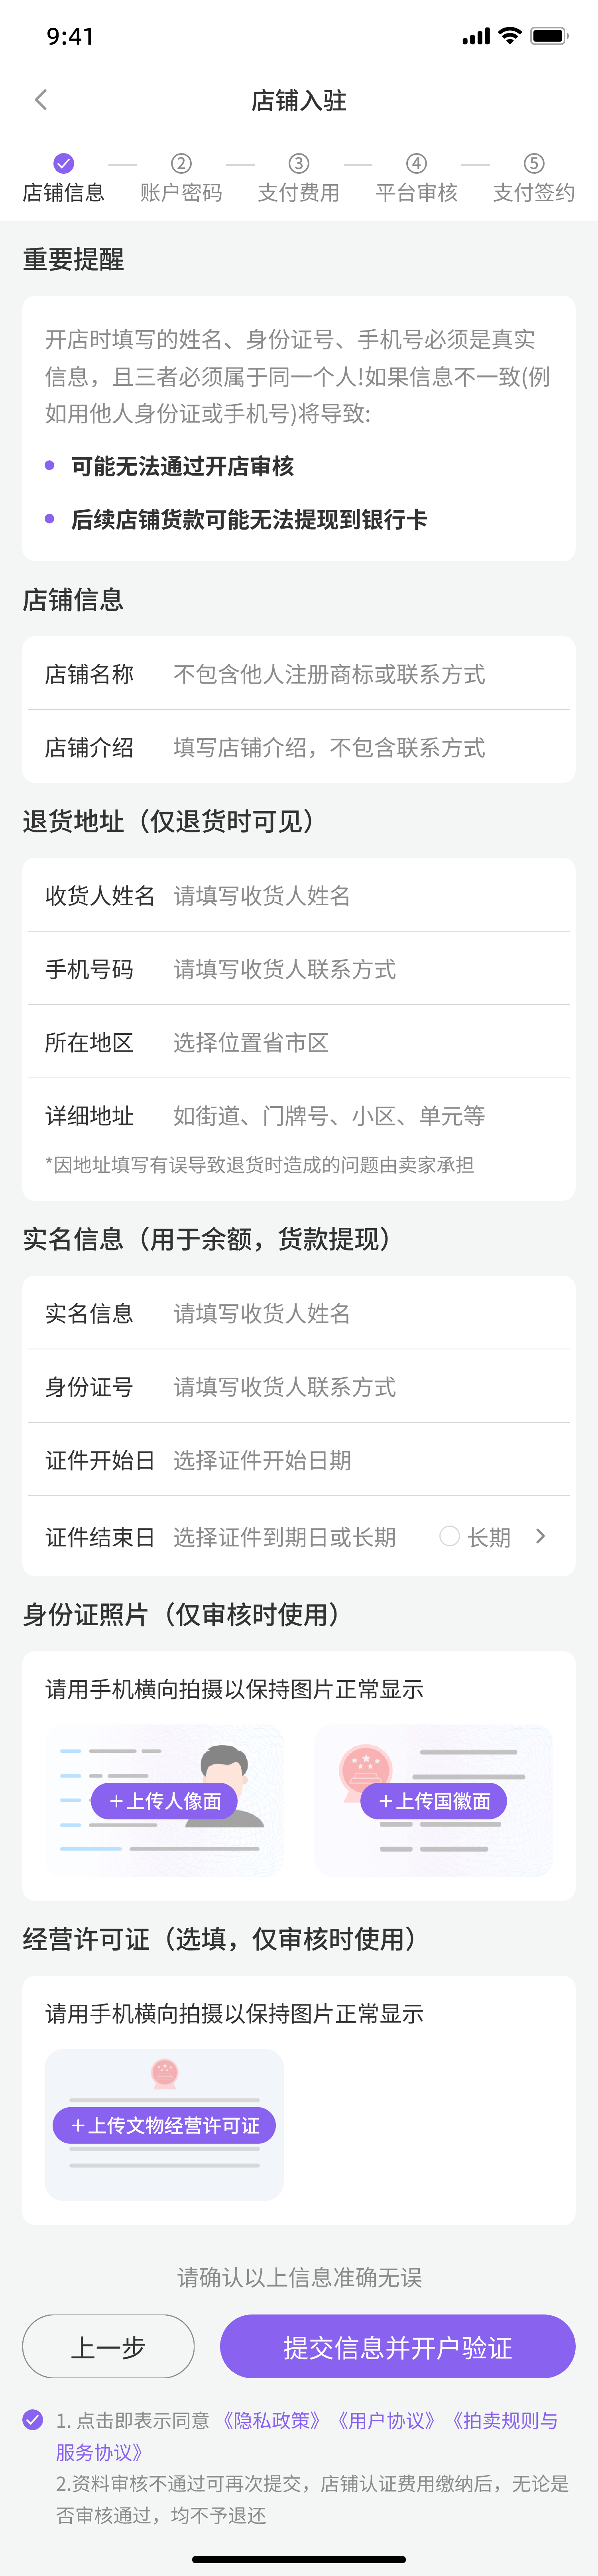 9:41
店铺入驻
② ③ ④ ⑤
店铺信息 账户密码 支付费用 平台审核 支付签约
重要提醒
开店时填写的姓名、身份证号、手机号必须是真实
信息，且三者必须属于同一个人!如果信息不一致(例
如用他人身份证或手机号)将导致:
可能无法通过开店审核
后续店铺货款可能无法提现到银行卡
店铺信息
店铺名称 不包含他人注册商标或联系方式
店铺介绍 填写店铺介绍，不包含联系方式
退货地址（仅退货时可见）
收货人姓名 请填写收货人姓名
手机号码 请填写收货人联系方式
所在地区 选择位置省市区
详细地址 如街道、门牌号、小区、单元等
*因地址填写有误导致退货时造成的问题由卖家承担
实名信息（用于余额，货款提现）
实名信息 请填写收货人姓名
身份证号 请填写收货人联系方式
证件开始日 选择证件开始日期
证件结束日 选择证件到期日或长期 长期
身份证照片（仅审核时使用）
请用手机横向拍摄以保持图片正常显示
+上传人像面 +上传国徽面
经营许可证（选填，仅审核时使用）
请用手机横向拍摄以保持图片正常显示
+上传文物经营许可证
请确认以上信息准确无误
上一步 提交信息并开户验证
1. 点击即表示同意《隐私政策》《用户协议》《拍卖规则与
服务协议》
2.资料审核不通过可再次提交，店铺认证费用缴纳后，无论是
否审核通过，均不予退还